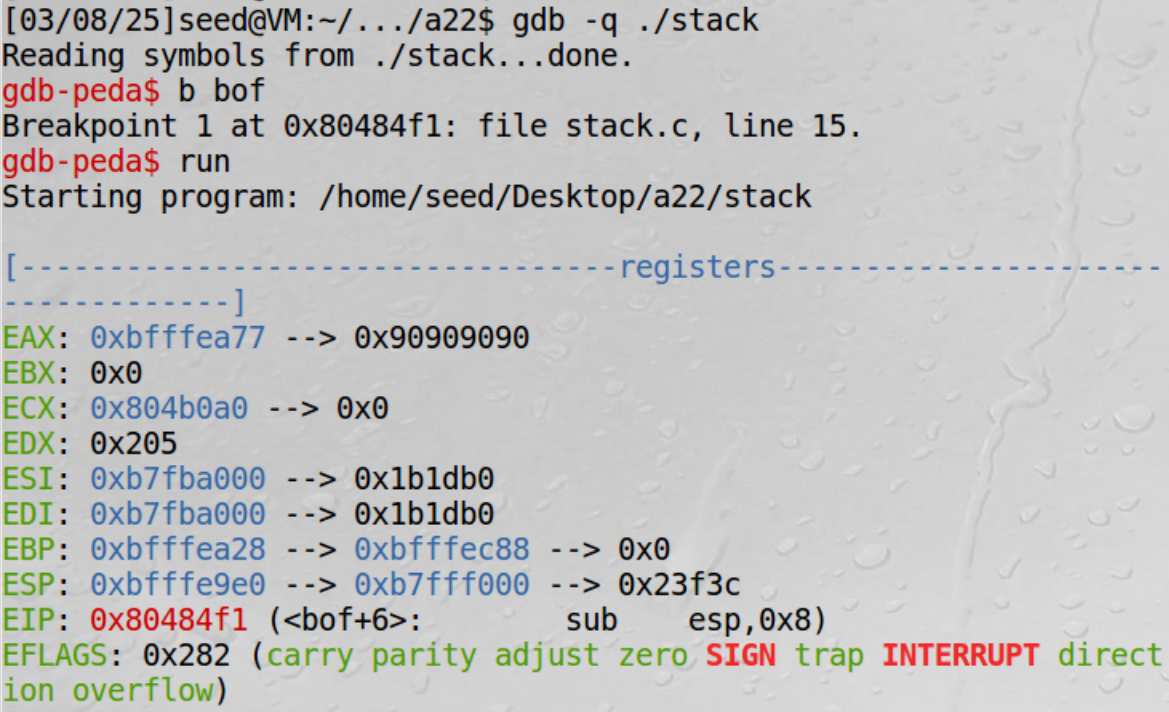 [03/08/25]seed@VM:~/.../a22$ gdb -q ./stack
Reading symbols from ./stack...done.
gdb-peda$ b bof
Breakpoint 1 at 0x80484f1: file stack.c, line 15.
gdb-peda$ run
Starting program: /home/seed/Desktop/a22/stack
[----------------------------------registers----------------------
-------------]
EAX: 0xbfffea77 --> 0x90909090
EBX: 0x0
ECX: 0x804b0a0 --> 0x0
EDX: 0x205
ESI: 0xb7fba000 --> 0x1b1db0
EDI: 0xb7fba000 --> 0x1b1db0
EBP: 0xbfffea28 --> 0xbfffec88 --> 0x0
ESP: 0xbfffe9e0 --> 0xb7fff000 --> 0x23f3c
EIP: 0x80484f1 (<bof+6>:        sub    esp,0x8)
EFLAGS: 0x282 (carry parity adjust zero SIGN trap INTERRUPT direct
ion overflow)